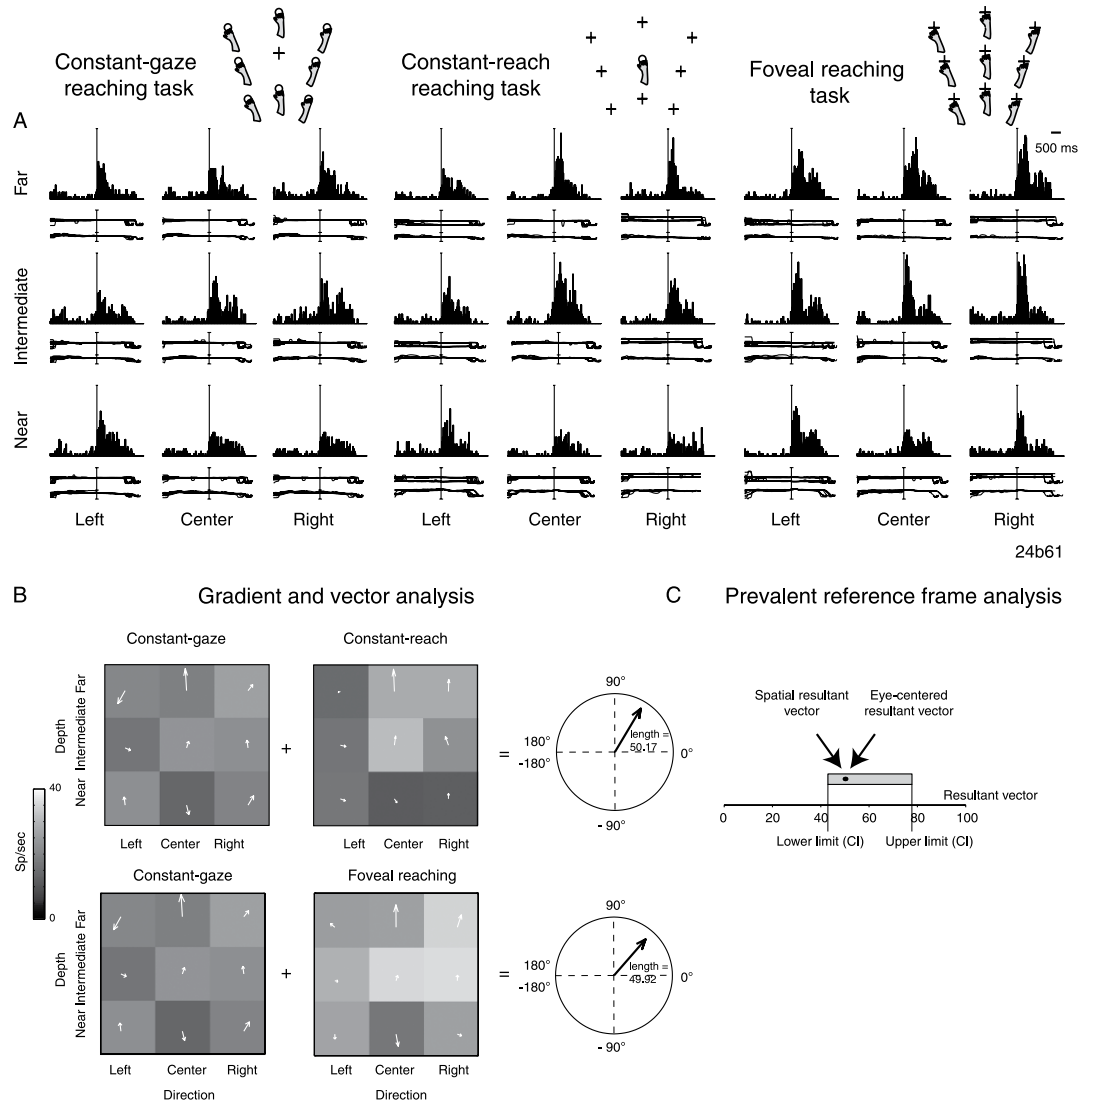 Constant-gaze
reaching task
Constant-reach
reaching task
Foveal reaching
task
A
500 ms
Far
Intermediate
Near
Left
Center
Right
Left
Center
Right
Left
Center
Right
24b61
B
Gradient and vector analysis
Constant-gaze
Constant-reach
Depth
Near Intermediate Far
+
=
90°
180°
-180°
0°
- 90°
length =
50.17
Left
Center
Right
Left
Center
Right
40
Sp/sec
0
Constant-gaze
Foveal reaching
Depth
Near Intermediate Far
+
=
90°
180°
-180°
0°
- 90°
length =
49.92
Left
Center
Right
Left
Center
Right
Direction
Direction
C
Prevalent reference frame analysis
Spatial resultant
vector
Eye-centered
resultant vector
Resultant vector
0
20
40
60
80
100
Lower limit (CI)
Upper limit (CI)